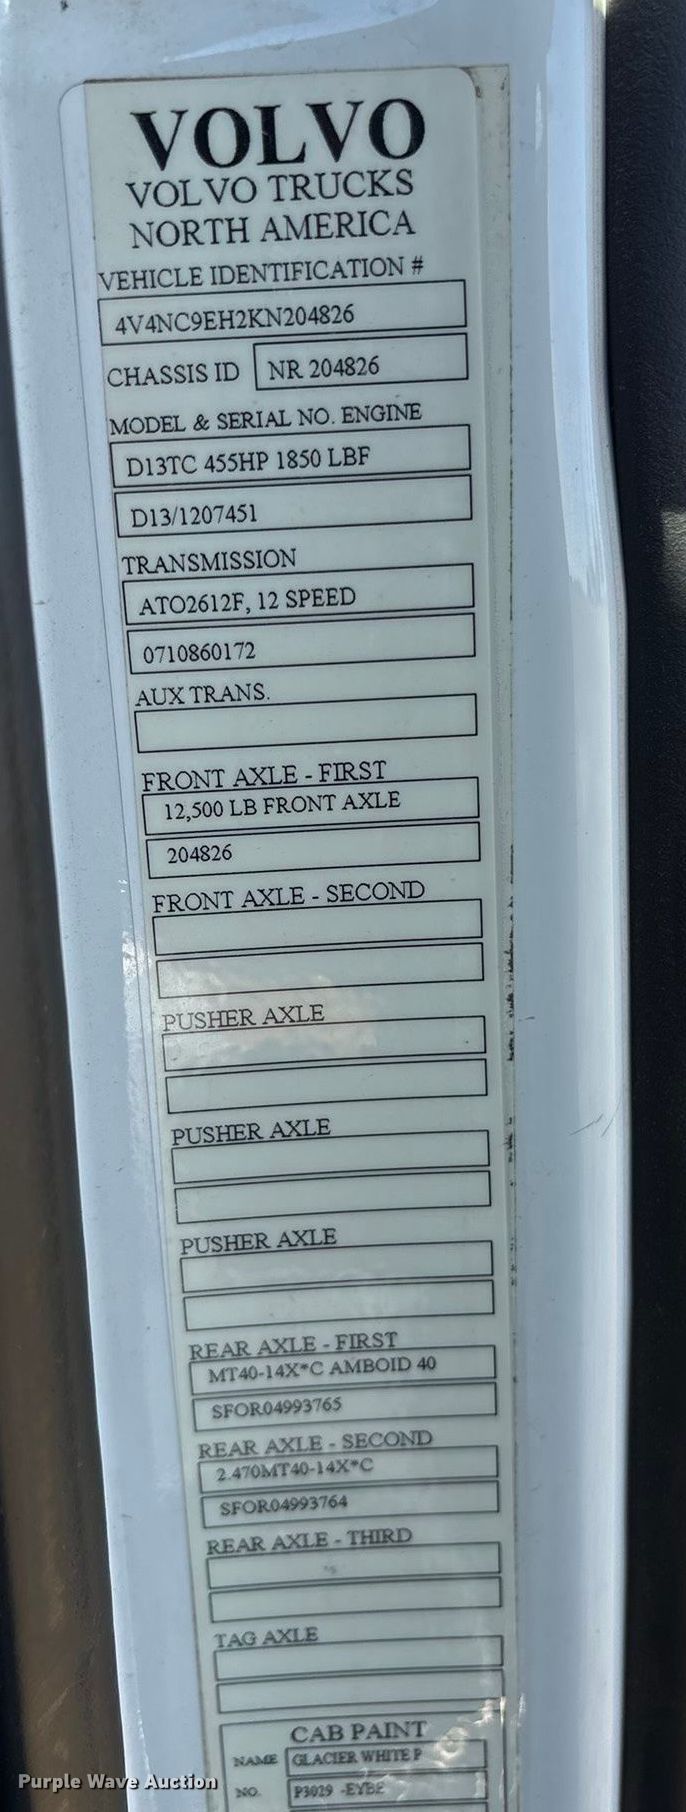 VOLVO
VOLVO TRUCKS
NORTH AMERICA
VEHICLE IDENTIFICATION #
4V4NC9EH2KN204826
CHASSIS ID NR 204826
MODEL & SERIAL NO. ENGINE
D13TC 455HP 1850 LBF
D13/1207451
TRANSMISSION
ATO2612F, 12 SPEED
0710860172
AUX TRANS.
FRONT AXLE - FIRST
12,500 LB FRONT AXLE
204826
FRONT AXLE - SECOND
PUSHER AXLE
PUSHER AXLE
PUSHER AXLE
REAR AXLE - FIRST
MT40-14X*C AMBOID 40
SFOR04993765
REAR AXLE - SECOND
2.470MT40-14X*C
SFOR04993764
REAR AXLE - THIRD
TAG AXLE
CAB PAINT
NAME GLACIER WHITE P
NO. P3029 -EYBE
Purple Wave Auction